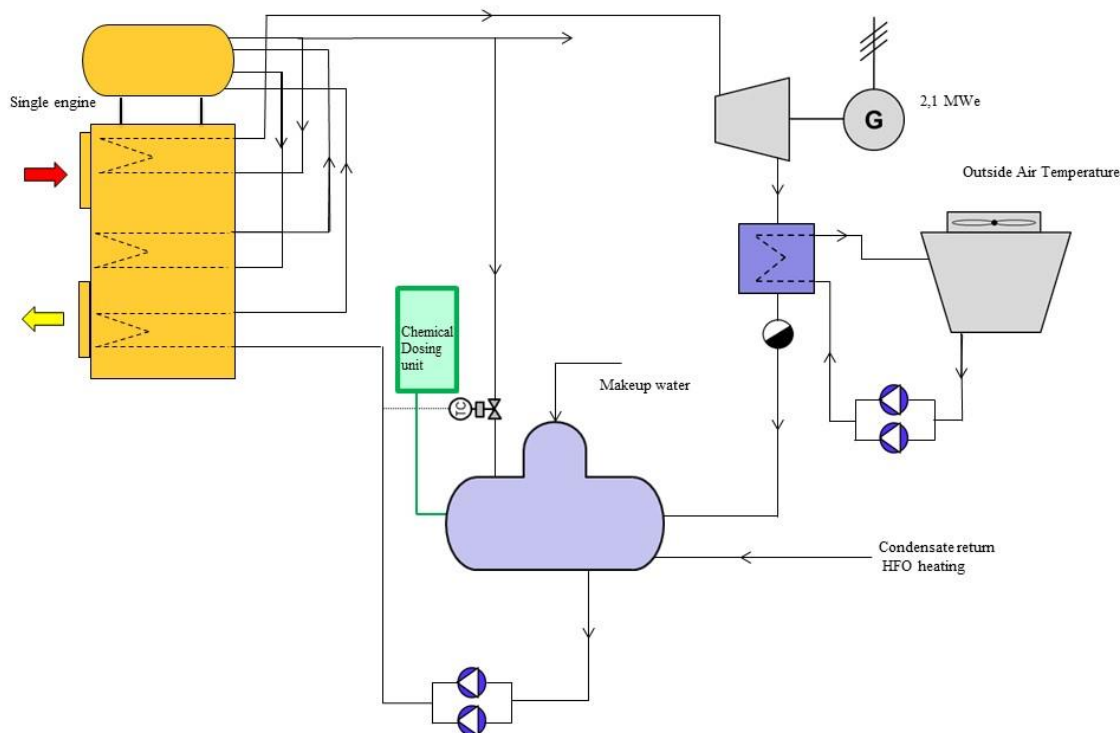 Single engine
2,1 MWe
G
Outside Air Temperature
Chemical
Dosing
unit
Makeup water
TC
Condensate return
HFO heating